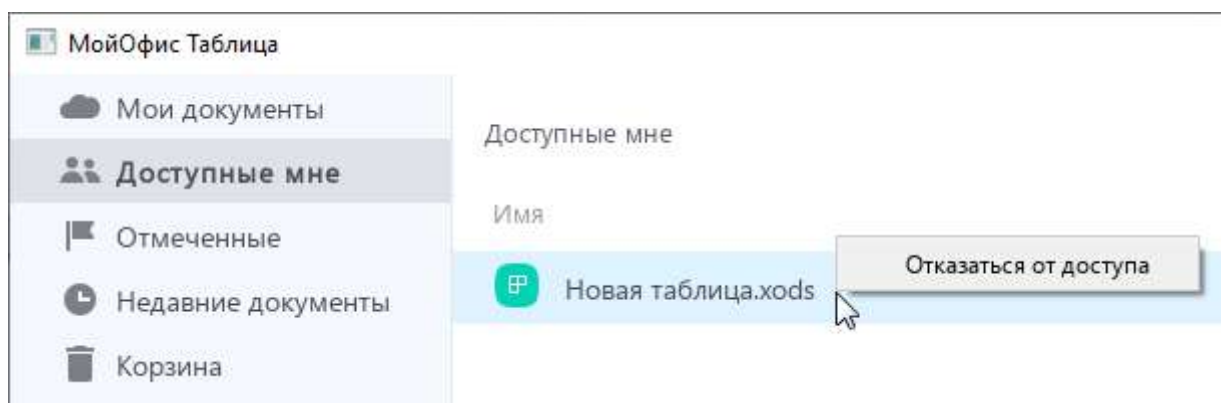 МойОфис Таблица
Мои документы
Доступные мне
Отмеченные
Недавние документы
Корзина
Доступные мне
Имя
Новая таблица.xods
Отказаться от доступа